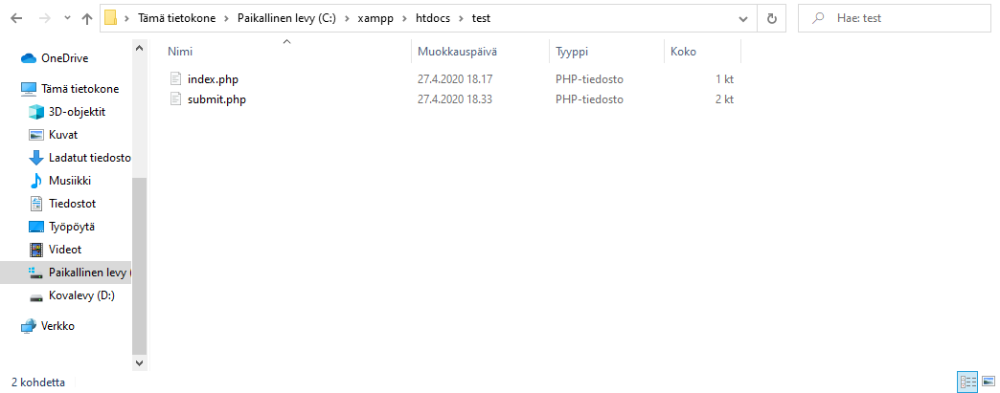 Tämä tietokone > Paikallinen levy (C:) > xampp > htdocs > test
Hae: test
OneDrive
Tämä tietokone
3D-objektit
Kuvat
Ladatut tiedosto
Musiikki
Tiedostot
Työpöytä
Videot
Paikallinen levy (
Kovalevy (D:)
Verkko
Nimi Muokkauspäivä Tyyppi Koko
index.php 27.4.2020 18.17 PHP-tiedosto 1 kt
submit.php 27.4.2020 18.33 PHP-tiedosto 2 kt
2 kohdetta